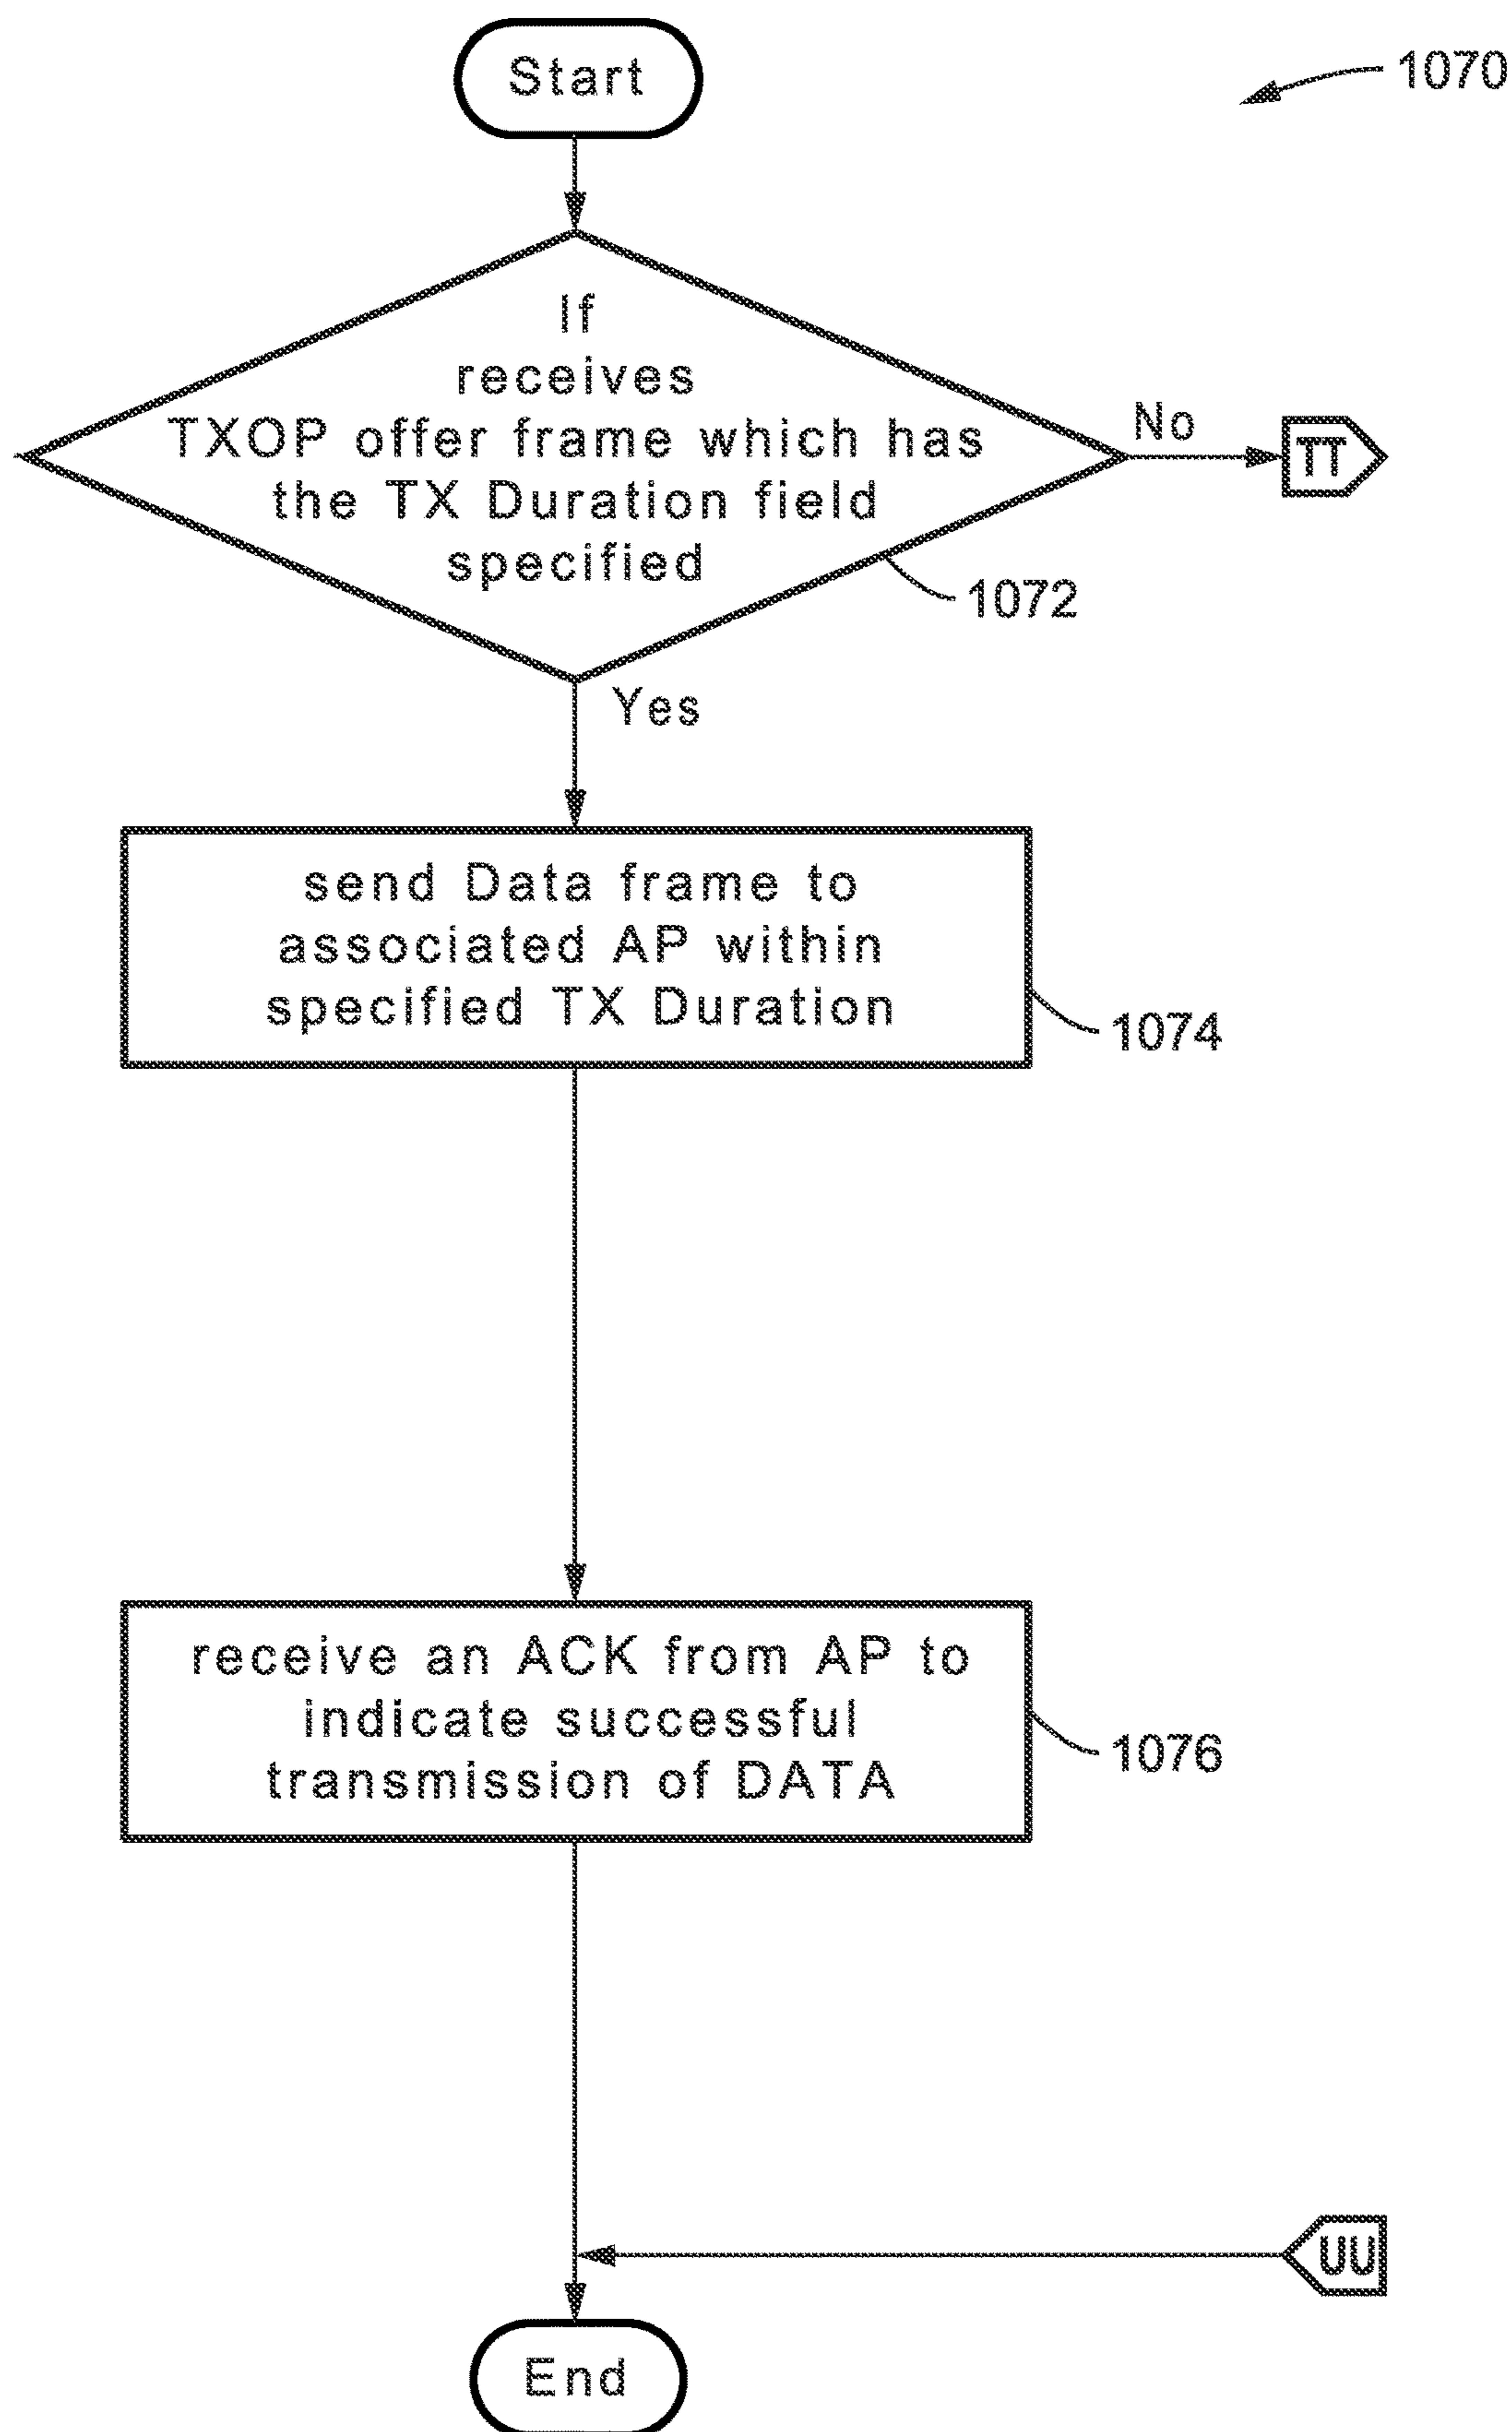 Start
1070
If
receives
TXOP offer frame which has
the TX Duration field
specified
No
TT
1072
Yes
send Data frame to
associated AP within
specified TX Duration
1074
receive an ACK from AP to
indicate successful
transmission of DATA
1076
UU
End